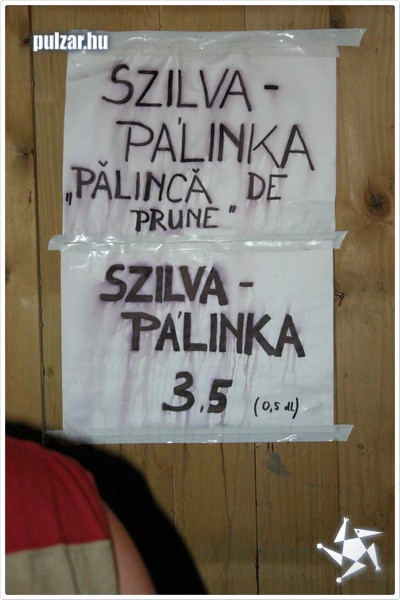 pulzar.hu
SZILVA-
PÁLINKA
„PĂLINCĂ DE
PRUNE"
SZILVA-
PÁLINKA
3,5 (0,5 dl.)